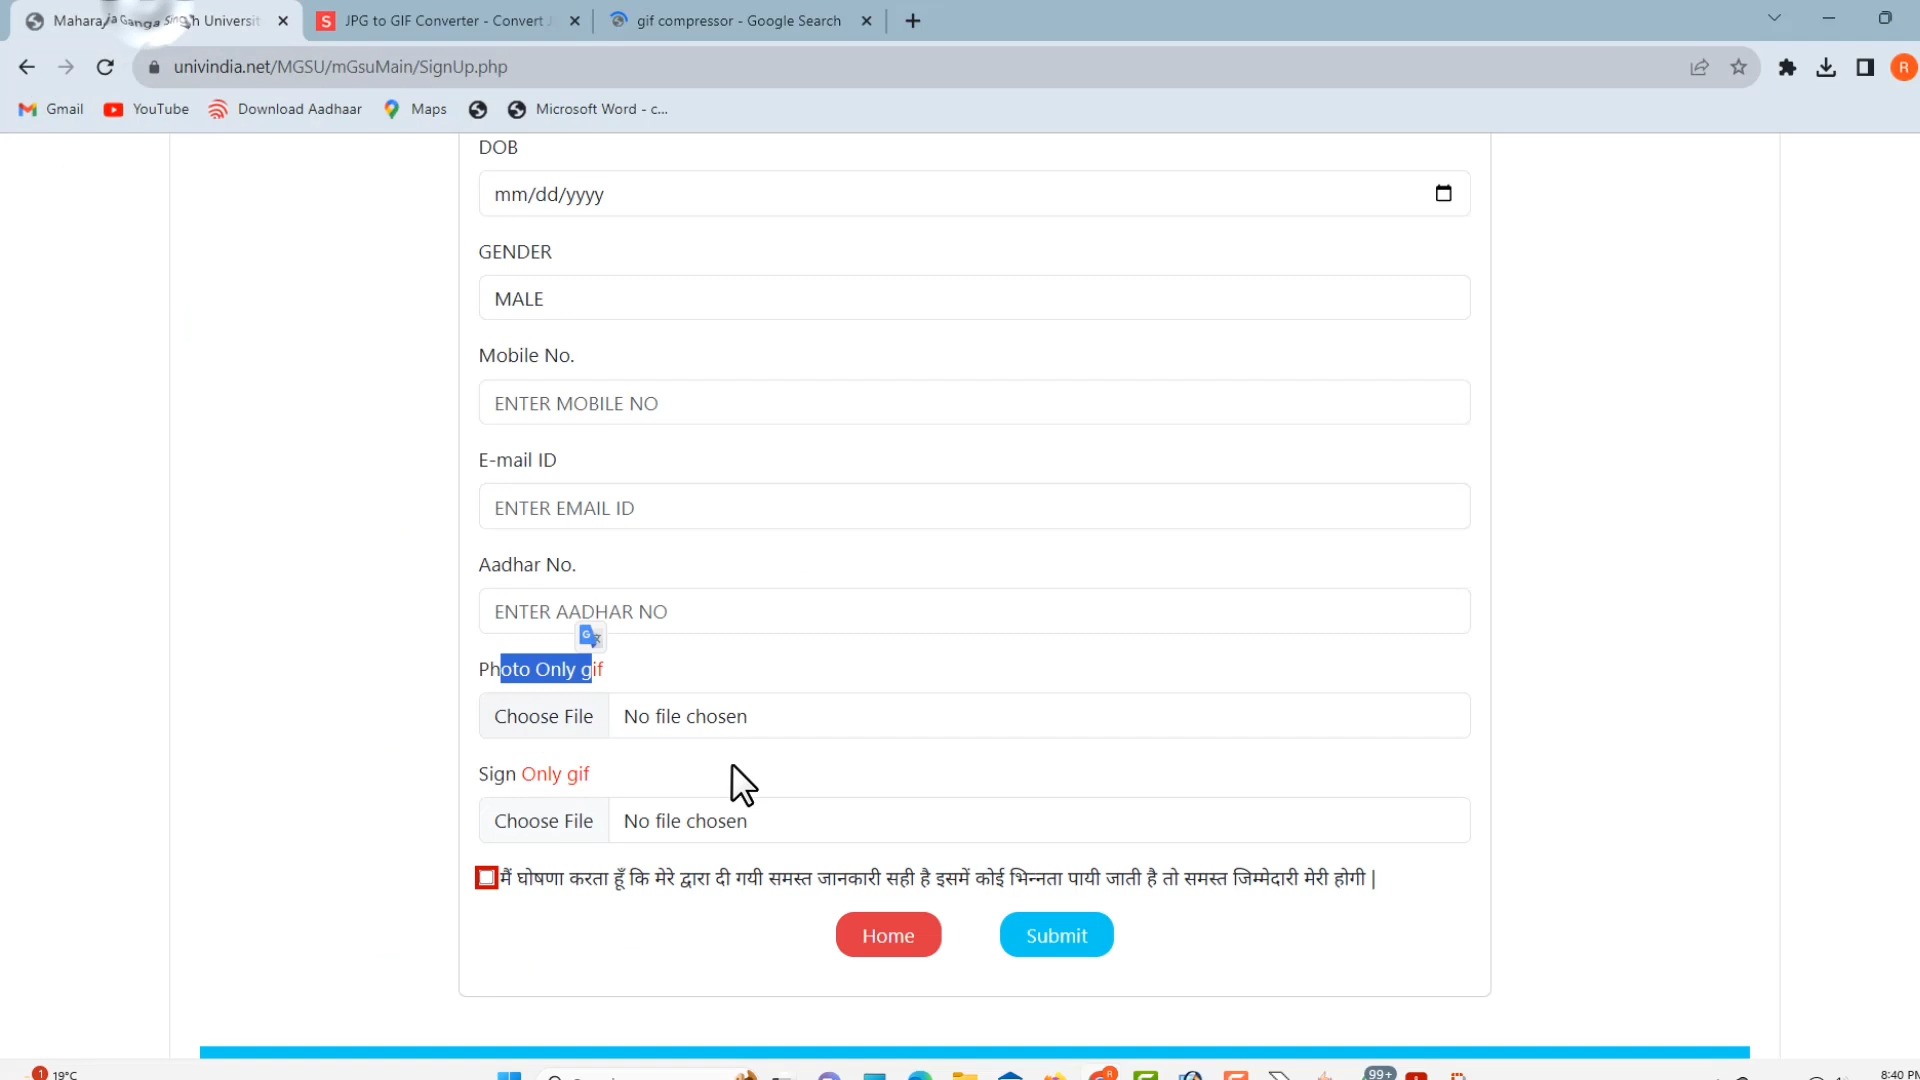 Maharaja Ganga Singh Universit
JPG to GIF Converter - Convert J
gif compressor - Google Search
univindia.net/MGSU/mGsuMain/SignUp.php
R
Gmail
YouTube
Download Aadhaar
Maps
Microsoft Word - c...
DOB
mm/dd/yyyy
GENDER
MALE
Mobile No.
ENTER MOBILE NO
E-mail ID
ENTER EMAIL ID
Aadhar No.
ENTER AADHAR NO
Photo Only gif
Choose File No file chosen
Sign Only gif
Choose File No file chosen
मैं घोषणा करता हूँ कि मेरे द्वारा दी गयी समस्त जानकारी सही है इसमें कोई भिन्नता पायी जाती है तो समस्त जिम्मेदारी मेरी होगी |
Home
Submit
1
19°C
99+
8:40 PM